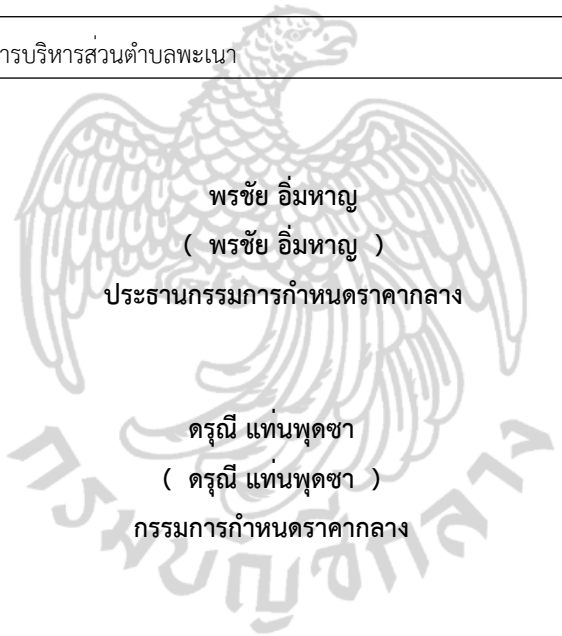 ารบริหารส่วนตำบลพะเนา
พรชัย อิ่มหาญ
( พรชัย อิ่มหาญ )
ประธานกรรมการกำหนดราคากลาง
ดรุณี แท่นพุดซา
( ดรุณี แท่นพุดซา )
กรรมการกำหนดราคากลาง
กรมบัญชีกลาง